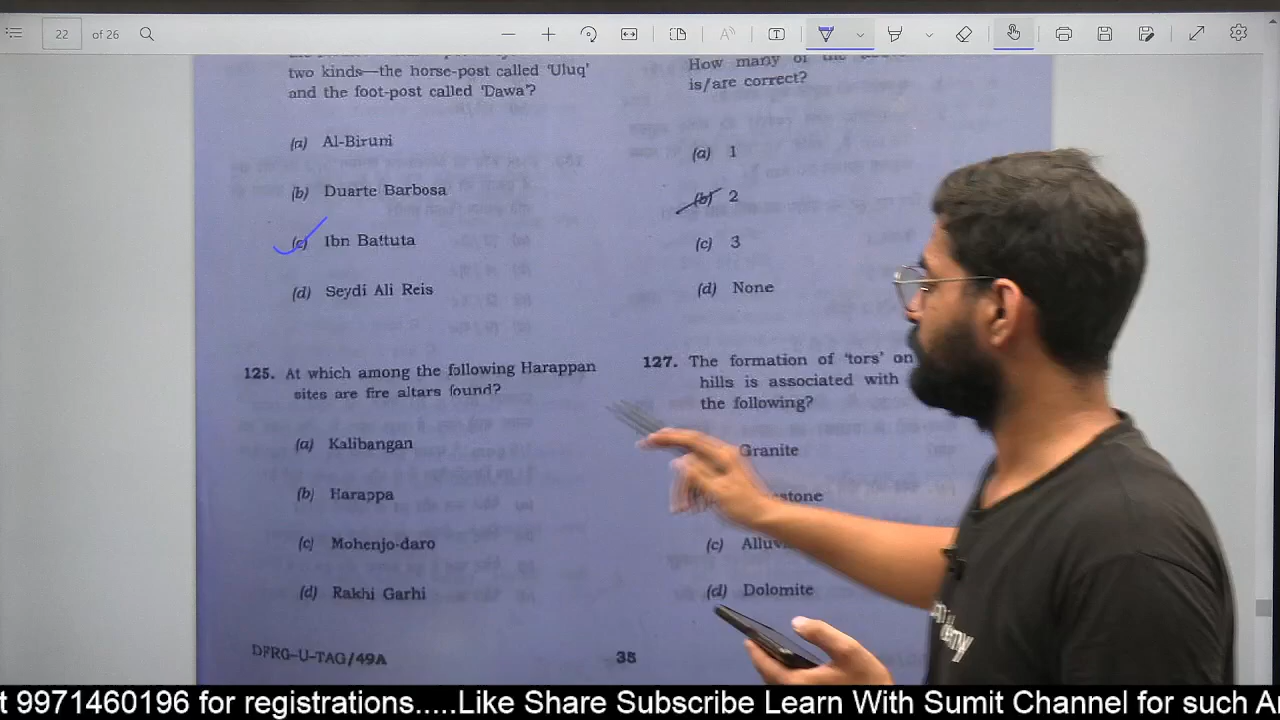 22 of 26
two kinds—the horse-post called 'Uluq'
and the foot-post called 'Dawa'?
(a) Al-Biruni
(b) Duarte Barbosa
(c) Ibn Battuta
(d) Seydi Ali Reis
125. At which among the following Harappan
sites are fire altars found?
(a) Kalibangan
(b) Harappa
(c) Mohenjo-daro
(d) Rakhi Garhi
DFRG-U-TAG/49A
35
How many of the
is/are correct?
(a) 1
(b) 2
(c) 3
(d) None
127. The formation of 'tors' on
hills is associated with
the following?
Granite
(c)
(d) Dolomite
t 9971460196 for registrations.....Like Share Subscribe Learn With Sumit Channel for such A